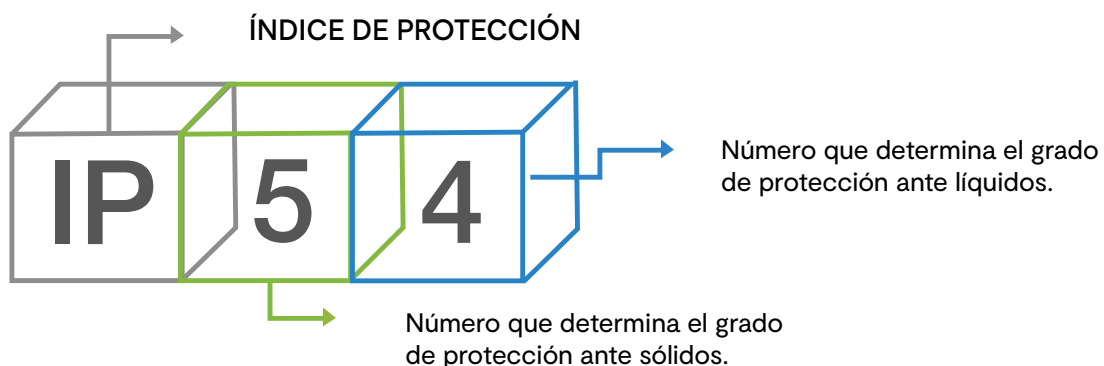 ÍNDICE DE PROTECCIÓN
IP 5 4
Número que determina el grado
de protección ante líquidos.
Número que determina el grado
de protección ante sólidos.